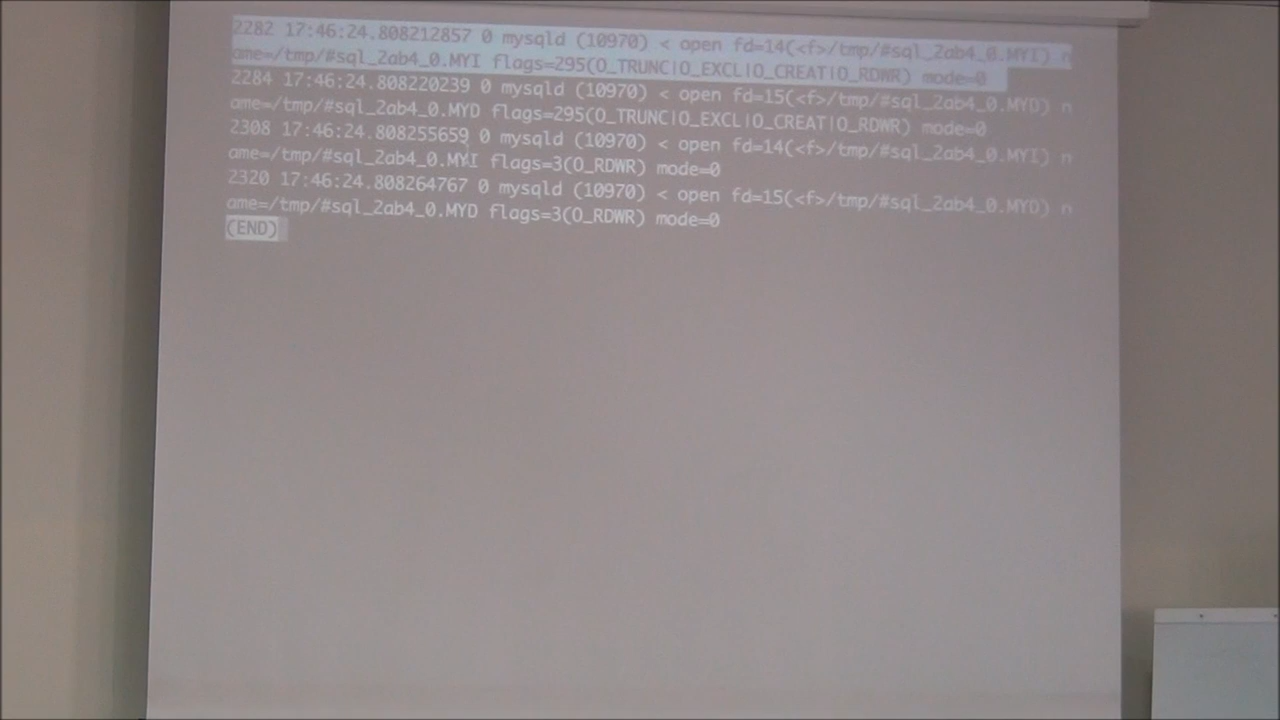 2282 17:46:24.808212857 0 mysqld (10970) < open fd=14(<f>/tmp/#sql_2ab4_0.MYI) n
ame=/tmp/#sql_2ab4_0.MYI flags=295(O_TRUNC|O_EXCL|O_CREAT|O_RDWR) mode=0
2284 17:46:24.808220239 0 mysqld (10970) < open fd=15(<f>/tmp/#sql_2ab4_0.MYD) n
ame=/tmp/#sql_2ab4_0.MYD flags=295(O_TRUNC|O_EXCL|O_CREAT|O_RDWR) mode=0
2308 17:46:24.808255659 0 mysqld (10970) < open fd=14(<f>/tmp/#sql_2ab4_0.MYI) n
ame=/tmp/#sql_2ab4_0.MYI flags=3(O_RDWR) mode=0
2320 17:46:24.808264767 0 mysqld (10970) < open fd=15(<f>/tmp/#sql_2ab4_0.MYD) n
ame=/tmp/#sql_2ab4_0.MYD flags=3(O_RDWR) mode=0
(END)